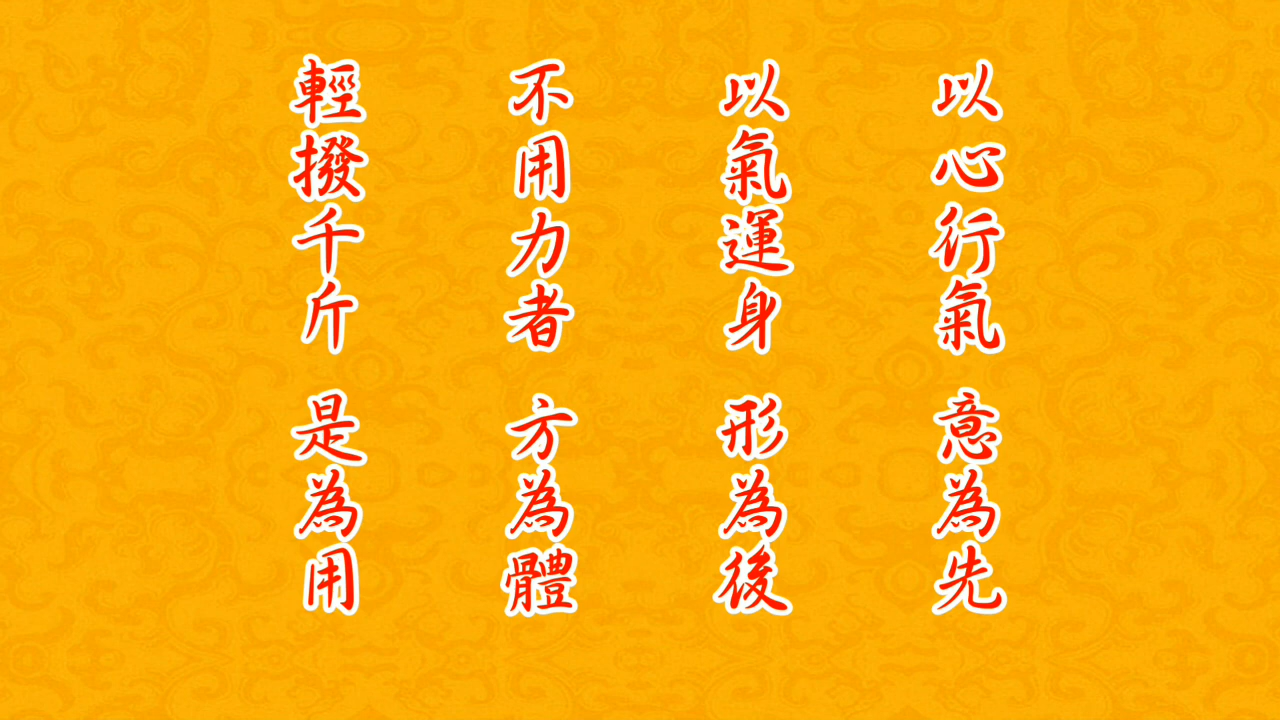 以心行氣 意為先
以氣運身 形為後
不用力者 方為體
輕撥千斤 是為用